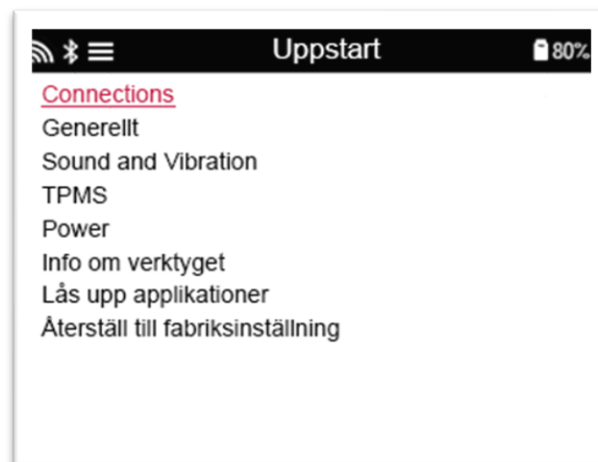 Uppstart 80%
Connections
Generellt
Sound and Vibration
TPMS
Power
Info om verktyget
Lås upp applikationer
Återställ till fabriksinställning